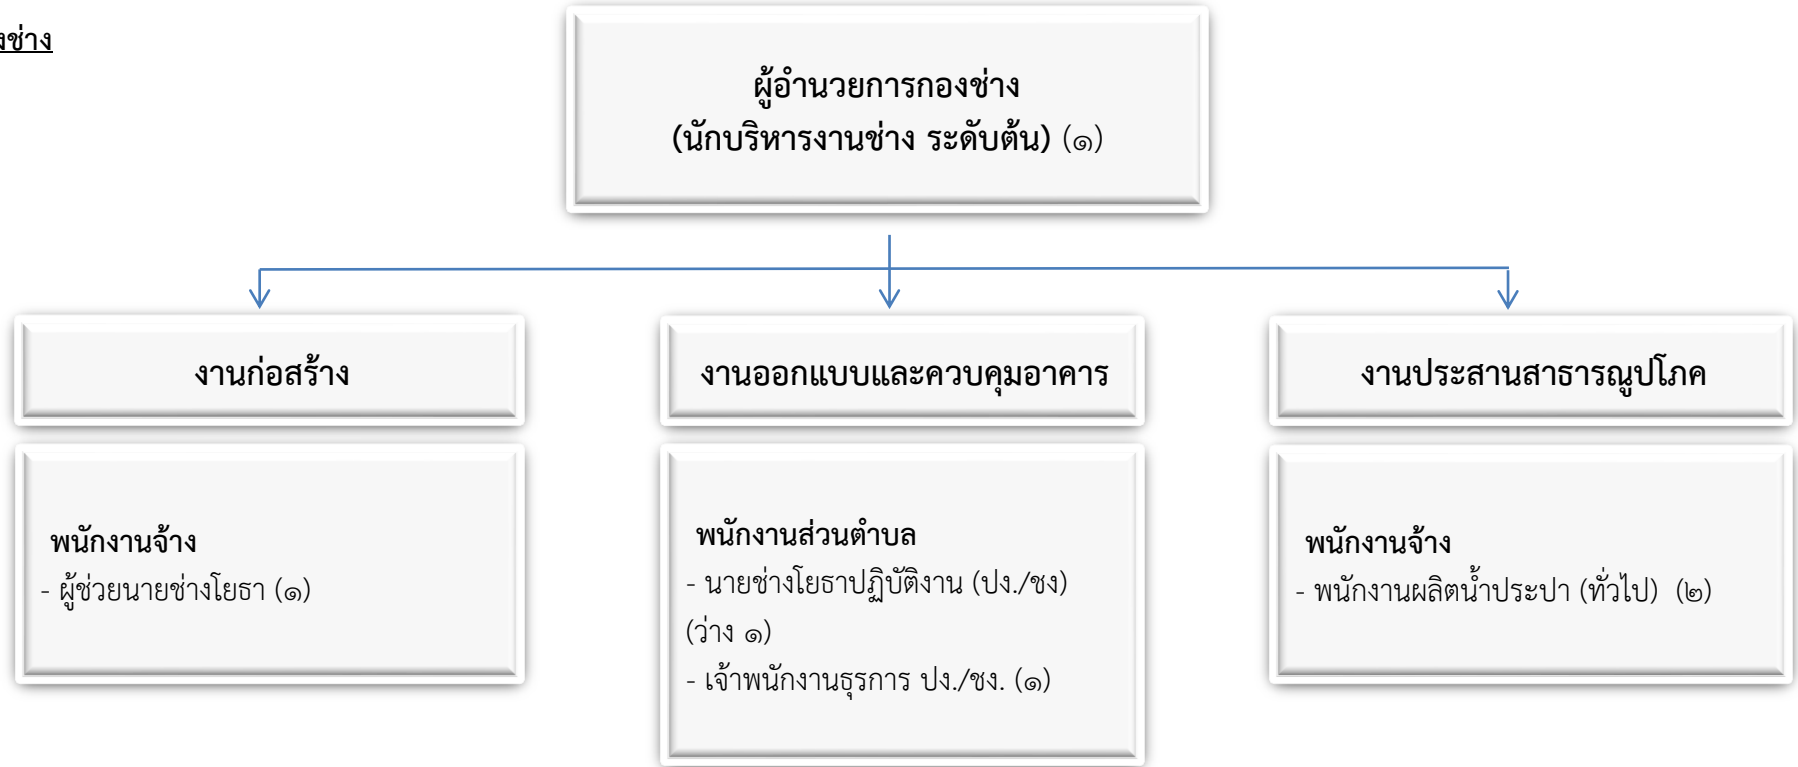 งช่าง
ผู้อำนวยการกองช่าง
(นักบริหารงานช่าง ระดับต้น) (๑)
งานก่อสร้าง
พนักงานจ้าง
- ผู้ช่วยนายช่างโยธา (๑)
งานออกแบบและควบคุมอาคาร
พนักงานส่วนตำบล
- นายช่างโยธาปฏิบัติงาน (ปง./ชง)
(ว่าง ๑)
- เจ้าพนักงานธุรการ ปง./ชง. (๑)
งานประสานสาธารณูปโภค
พนักงานจ้าง
- พนักงานผลิตน้ำประปา (ทั่วไป) (๒)